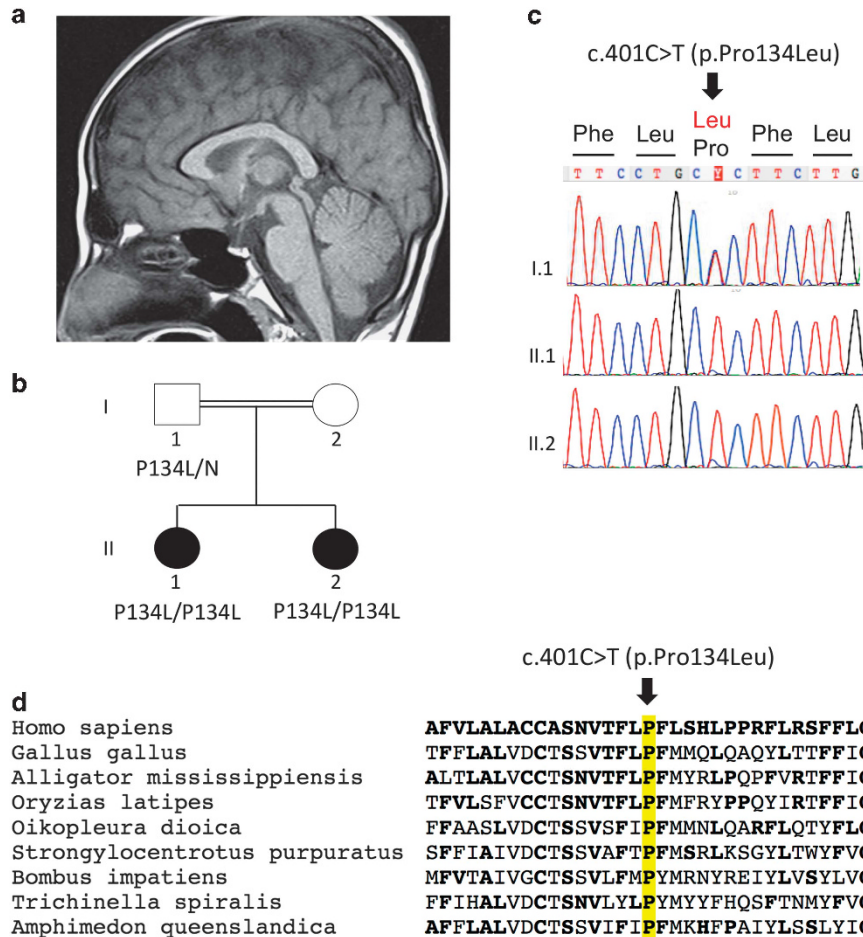 a
b
I
1
2
P134L/N
II
1
2
P134L/P134L
P134L/P134L
c
c.401C>T (p.Pro134Leu)
Leu
Phe Leu Pro Phe Leu
T T C C T G C Y C T T C T T G
I.1
II.1
II.2
c.401C>T (p.Pro134Leu)
d
Homo sapiens AFVLALACCASNVTFLPFLSHLPPRFLRSFFLG
Gallus gallus TFFLALVDCTSSVTFLPFMMQLQAQYLTTFFIG
Alligator mississippiensis ALTLALVCCTSNVTFLPFMYRLPQPFVRTFFIG
Oryzias latipes TFVLSFVCCTSNVTFLPFMFRYPPQYIRTFFIG
Oikopleura dioica FFAASLVDCTSSVSFIPFMMNLQARFLQTYFLG
Strongylocentrotus purpuratus SFFIAIVDCTSSVAFTPFMSRLKSGYLTWYFVG
Bombus impatiens MFVTAIVGCTSSVLFMPYMRNYREIYLVSYLVG
Trichinella spiralis FFIHALVDCTSNVLYLPYMYYFHQSFTNMYFVG
Amphimedon queenslandica AFFLALVDCTSSVIFIPFMKHFPAIYLSSLYIG